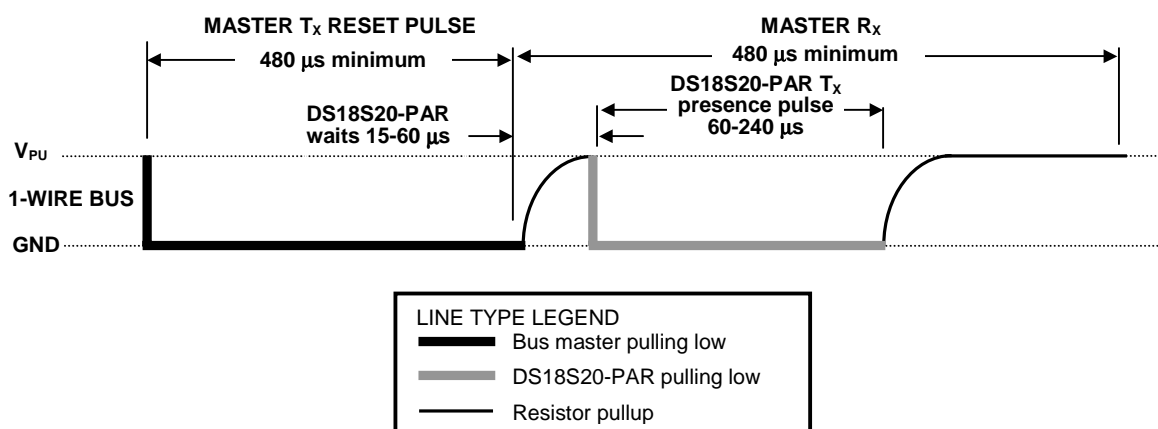 MASTER TX RESET PULSE
480 μs minimum
MASTER RX
480 μs minimum
DS18S20-PAR
waits 15-60 μs
DS18S20-PAR TX
presence pulse
60-240 μs
VPU
1-WIRE BUS
GND
LINE TYPE LEGEND
Bus master pulling low
DS18S20-PAR pulling low
Resistor pullup